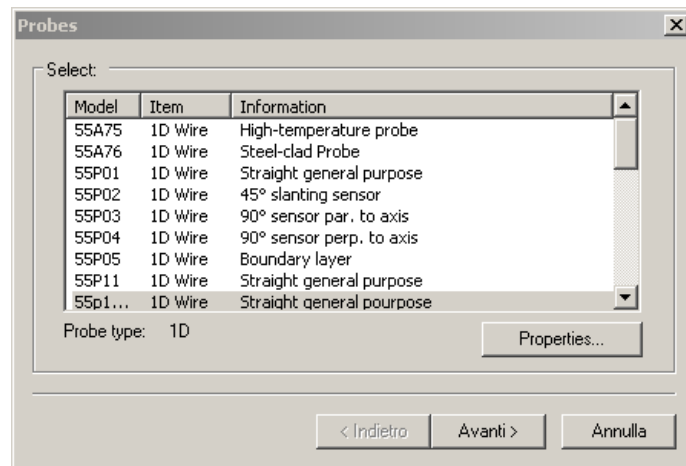 Probes
Select:
Model Item Information
55A75 1D Wire High-temperature probe
55A76 1D Wire Steel-clad Probe
55P01 1D Wire Straight general purpose
55P02 1D Wire 45° slanting sensor
55P03 1D Wire 90° sensor par. to axis
55P04 1D Wire 90° sensor perp. to axis
55P05 1D Wire Boundary layer
55P11 1D Wire Straight general purpose
55p1... 1D Wire Straight general pourpose
Probe type: 1D
Properties...
< Indietro Avanti > Annulla